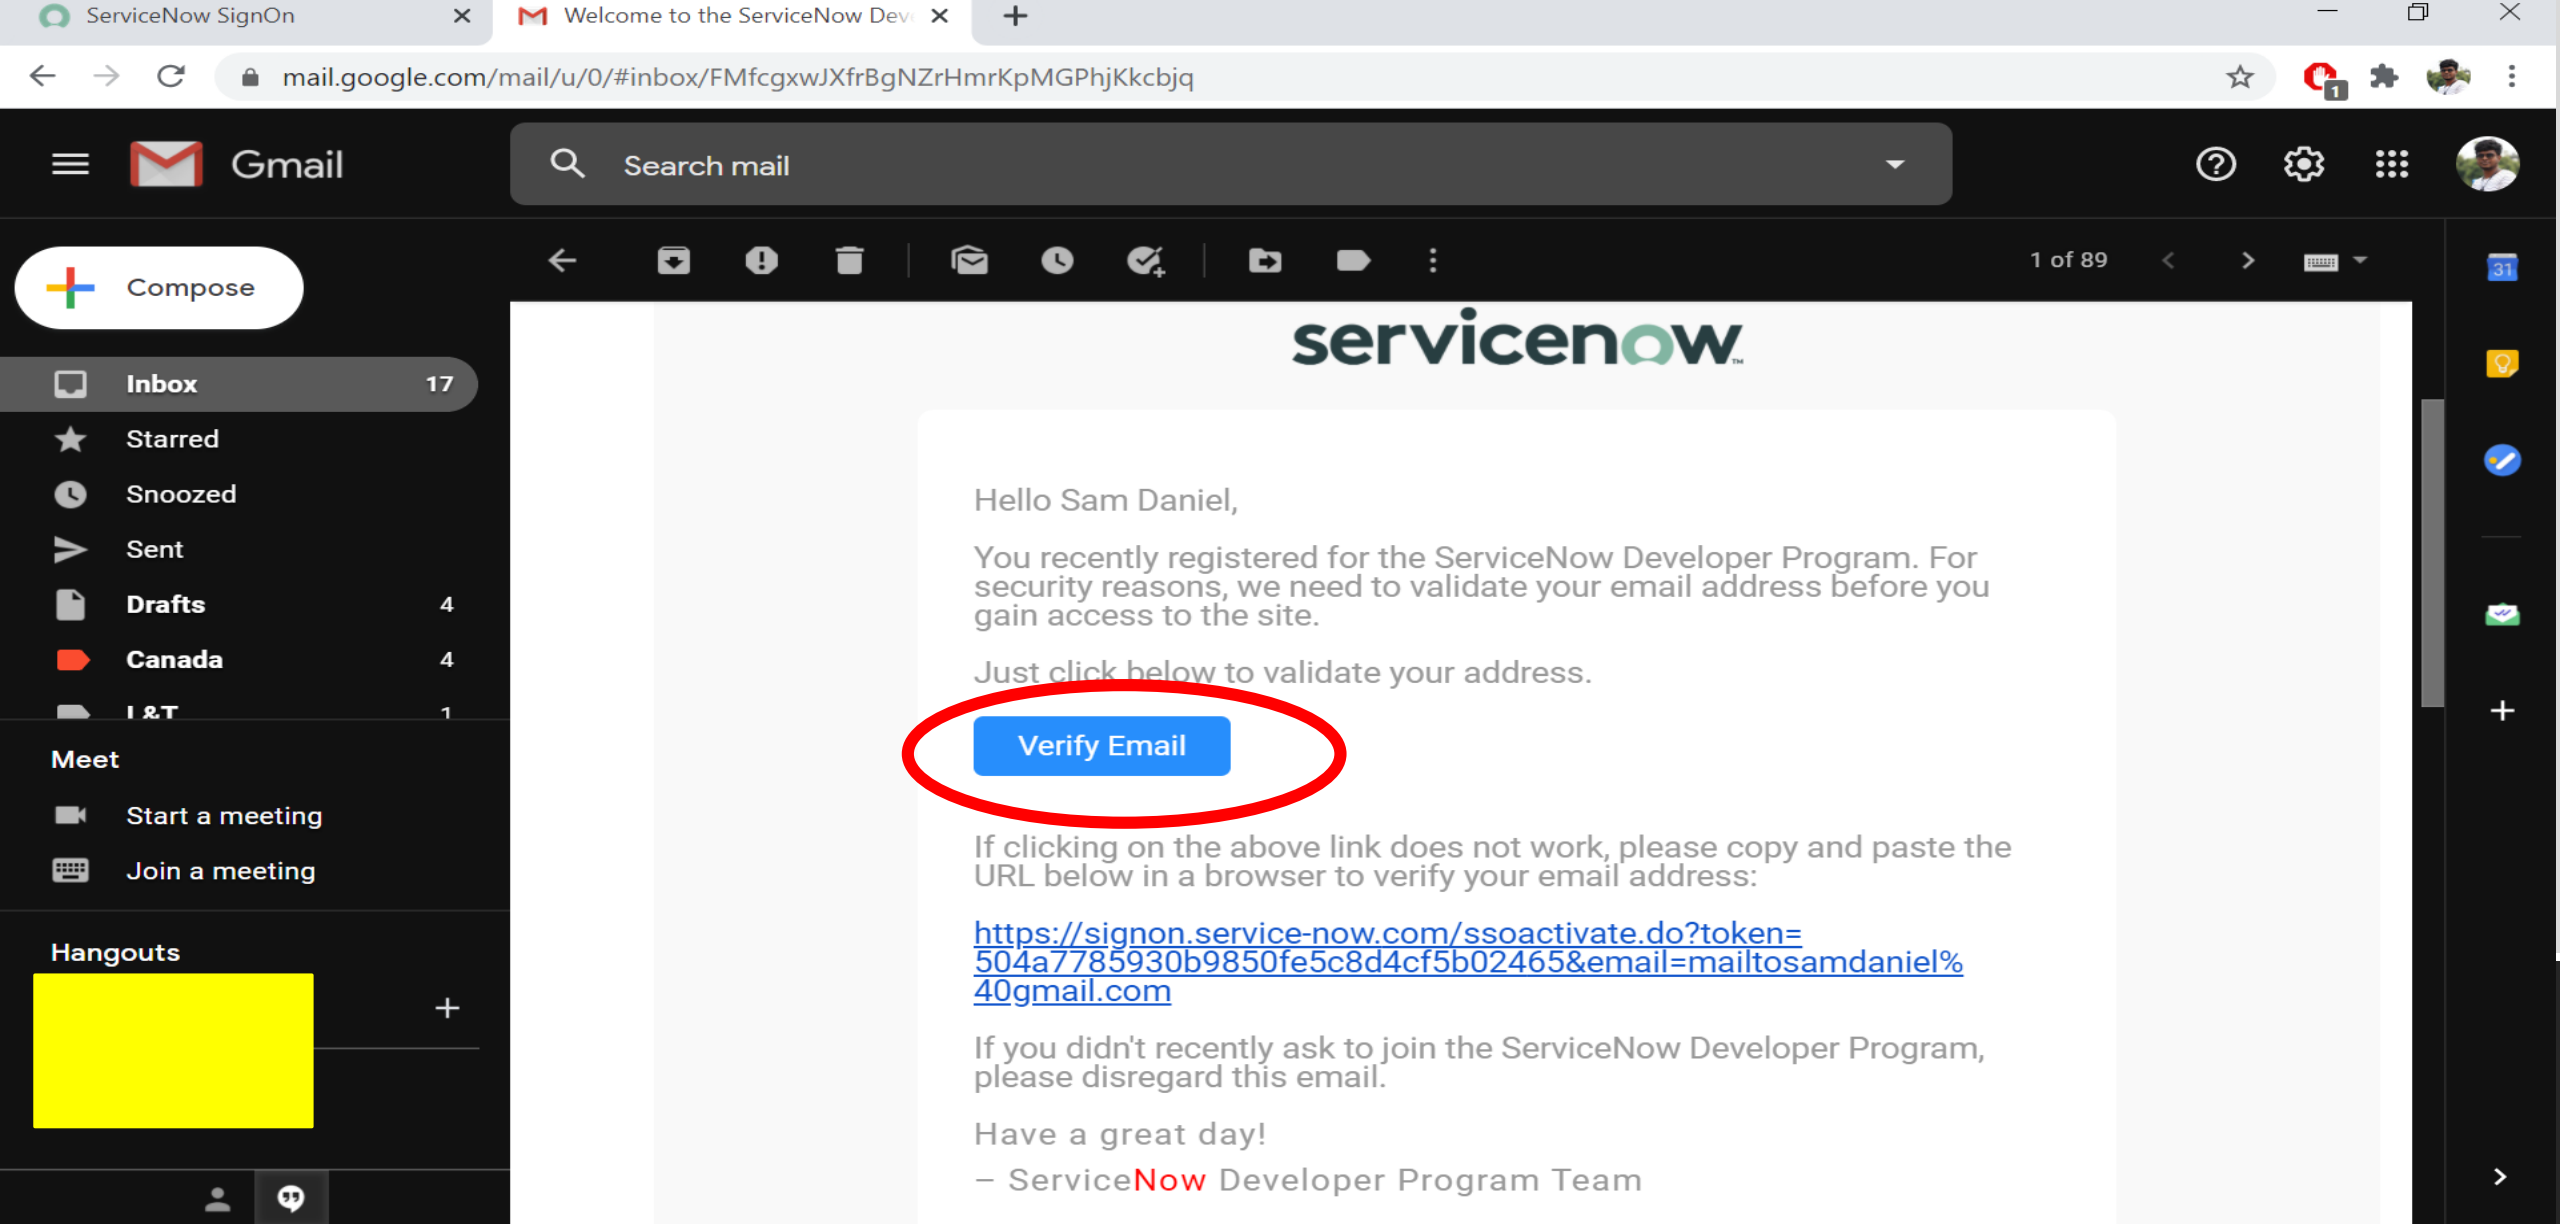 ServiceNow SignOn
Welcome to the ServiceNow Dev
mail.google.com/mail/u/0/#inbox/FMfcgxwJXfrBgNZrHmrKpMGPhjKkcbjq
1
Gmail
Search mail
Compose
1 of 89
31
Inbox 17
Starred
Snoozed
Sent
Drafts 4
Canada 4
L&T 1
Meet
Start a meeting
Join a meeting
Hangouts
servicenow™
Hello Sam Daniel,
You recently registered for the ServiceNow Developer Program. For
security reasons, we need to validate your email address before you
gain access to the site.
Just click below to validate your address.
Verify Email
If clicking on the above link does not work, please copy and paste the
URL below in a browser to verify your email address:
https://signon.service-now.com/ssoactivate.do?token=
504a7785930b9850fe5c8d4cf5b02465&email=mailtosamdaniel%
40gmail.com
If you didn't recently ask to join the ServiceNow Developer Program,
please disregard this email.
Have a great day!
– ServiceNow Developer Program Team